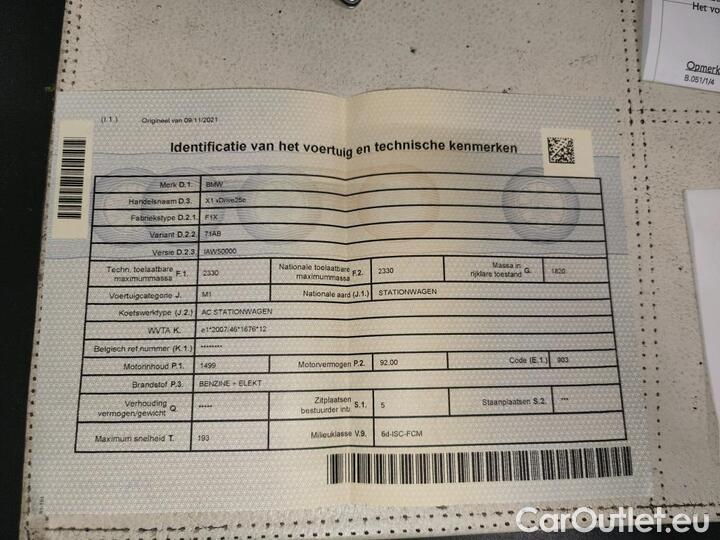 Het vo
Opmerk
B.051/1/4
(I.1.) Origineel van 09/11/2021
Identificatie van het voertuig en technische kenmerken
Merk D.1. BMW
Handelsnaam D.3. X1 xDrive25e
Fabriekstype D.2.1 F1X
Variant D.2.2 71AB
Versie D.2.3 IAW50000
Techn. toelaatbare maximummassa F.1. 2330 Nationale toelaatbare maximummassa F.2. 2330 Massa in rijklare toestand G. 1820
Voertuigcategorie J. M1 Nationale aard (J.1.) STATIONWAGEN
Koetswerktype (J.2.) AC STATIONWAGEN
WVTA K. e1*2007/46*1676*12
Belgisch ref.nummer (K.1.) ********
Motorinhoud P.1. 1499 Motorvermogen P.2. 92.00 Code (E.1.) 903
Brandstof P.3. BENZINE + ELEKT
Verhouding vermogen/gewicht Q. ***** Zitplaatsen bestuurder inb S.1. 5 Staanplaatsen S.2. ***
Maximum snelheid T. 193 Milieuklasse V.9. 6d-ISC-FCM
CarOutlet.eu